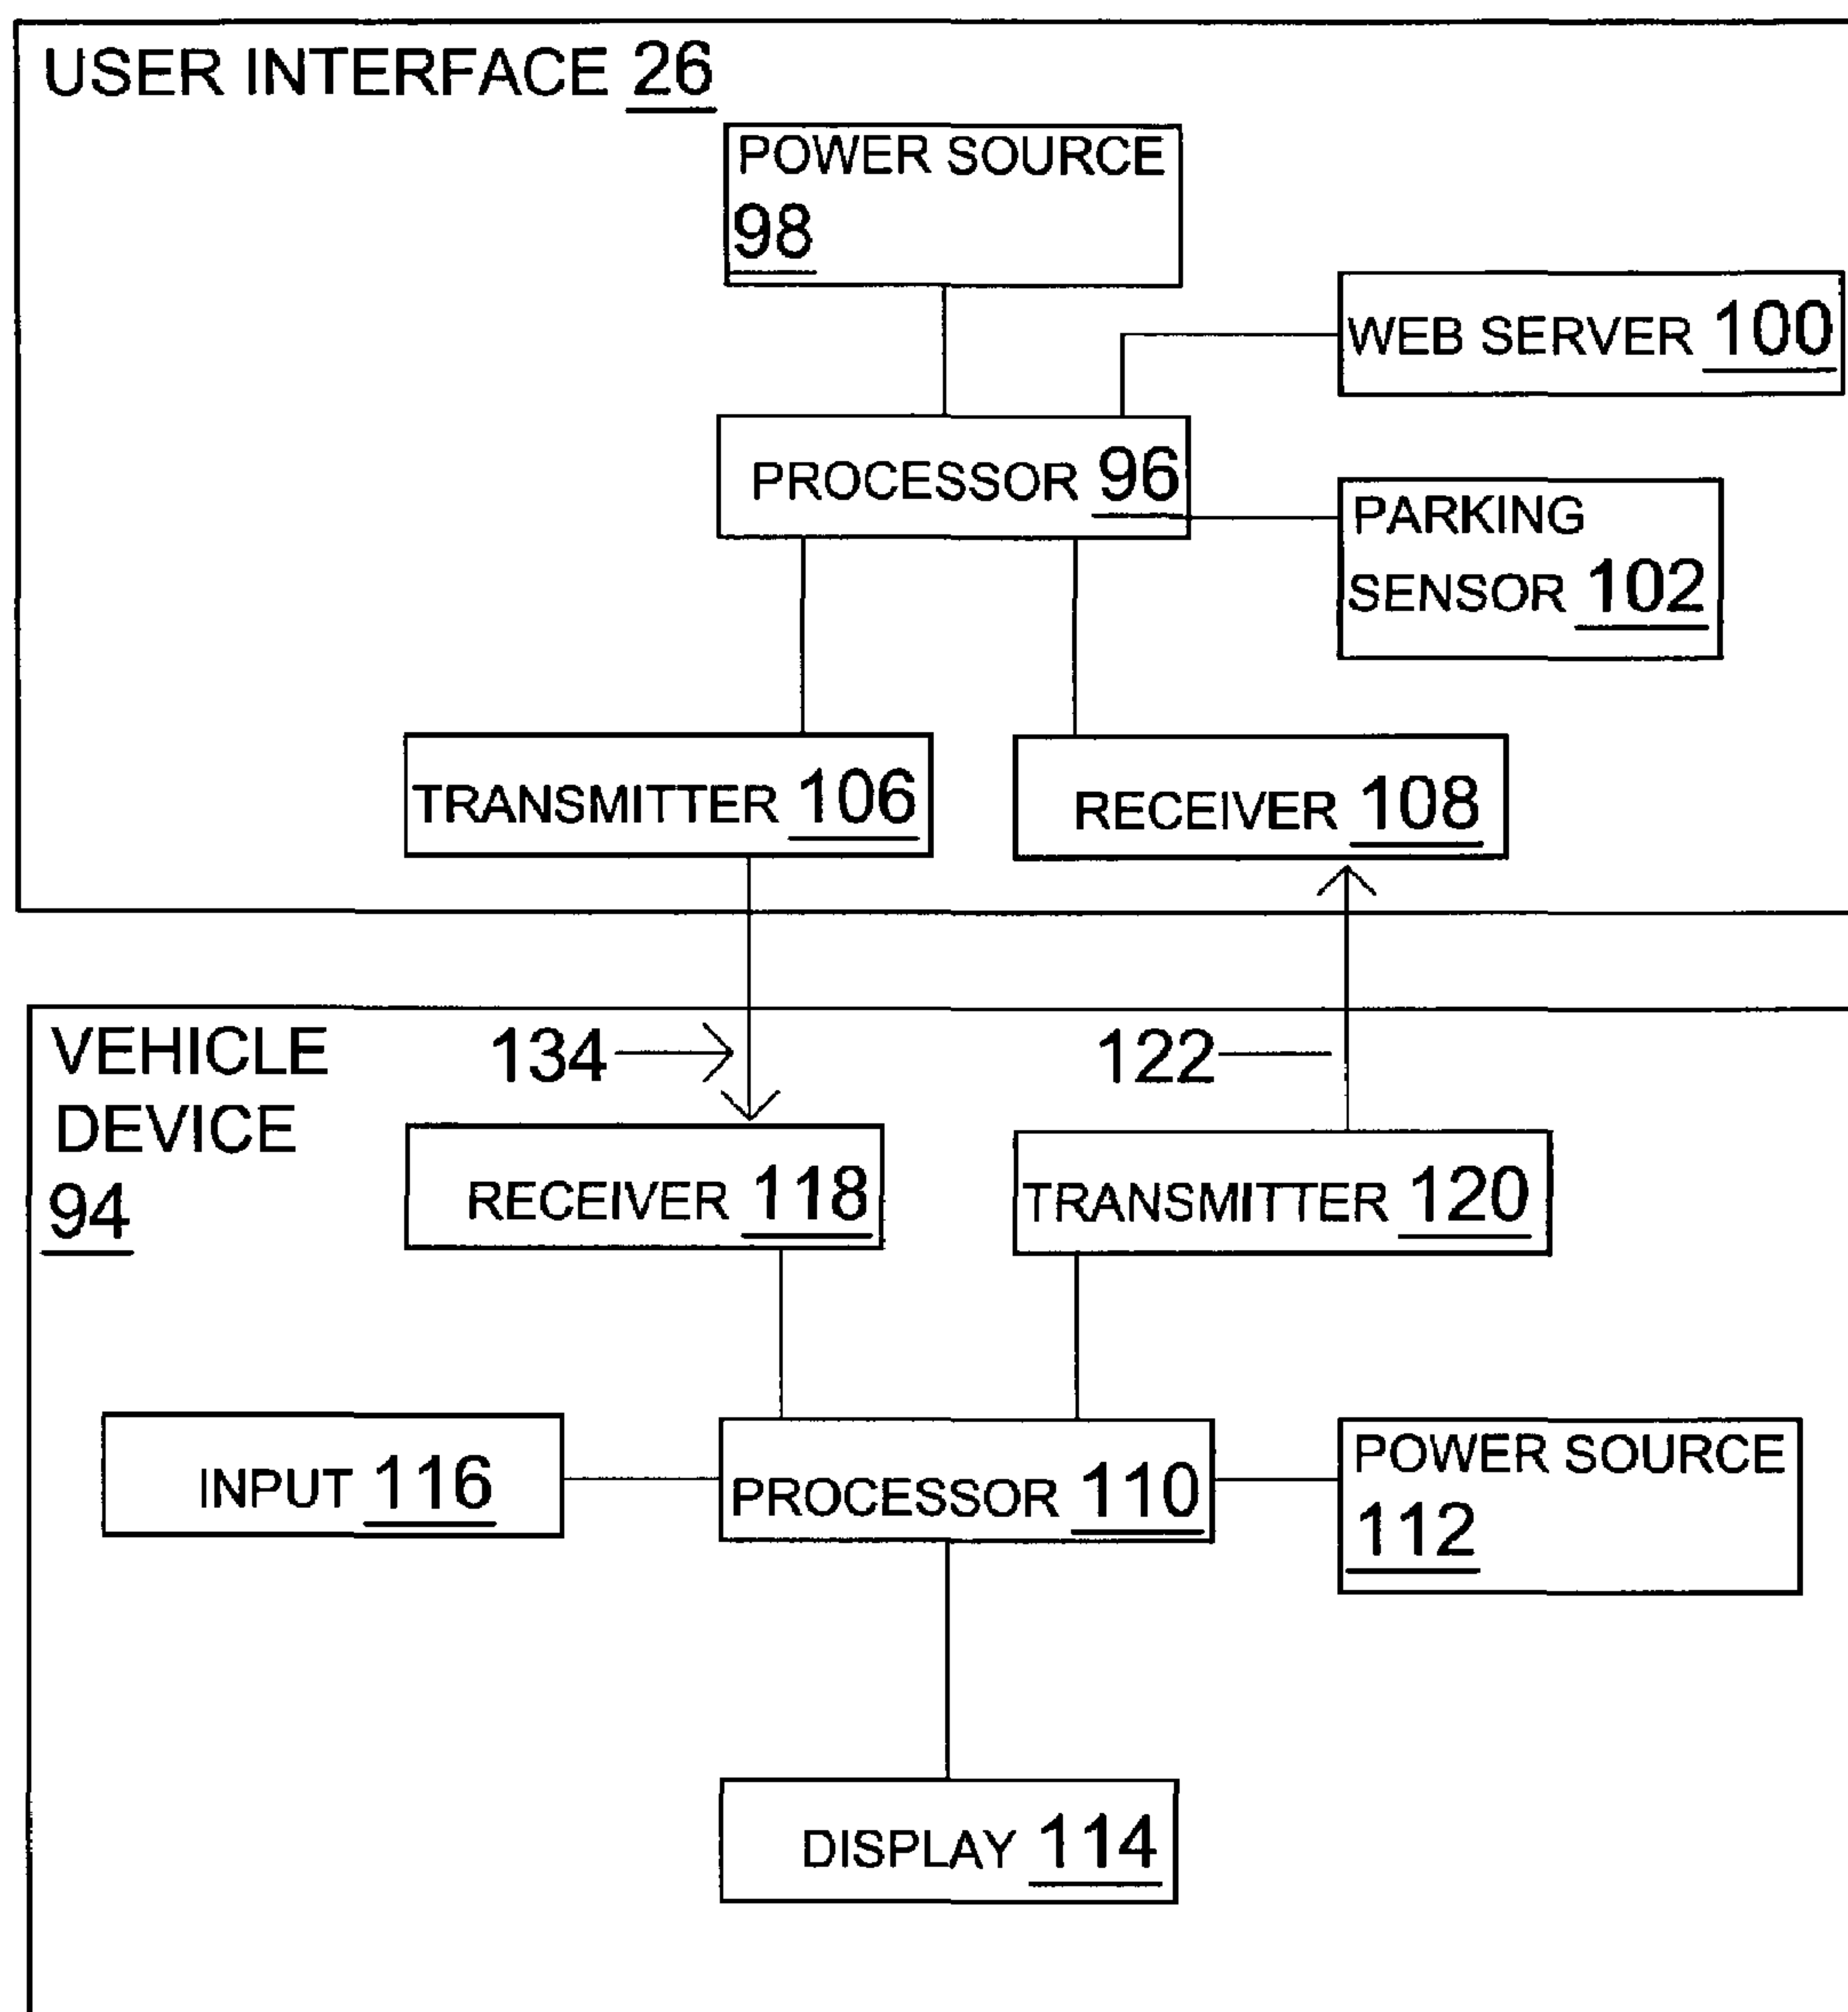 USER INTERFACE 26
POWER SOURCE
98
WEB SERVER 100
PROCESSOR 96
PARKING
SENSOR 102
TRANSMITTER 106
RECEIVER 108
VEHICLE
DEVICE
94
134
122
RECEIVER 118
TRANSMITTER 120
INPUT 116
PROCESSOR 110
POWER SOURCE
112
DISPLAY 114